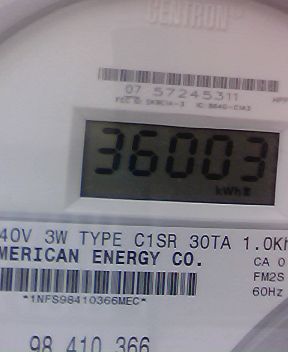 CENTRON
07 57245311
36003
kWh
40V 3W TYPE C1SR 30TA 1.0Kh
MERICAN ENERGY CO.
CA 0
FM2S
60Hz
*1NFS98410366MEC*
98 410 366